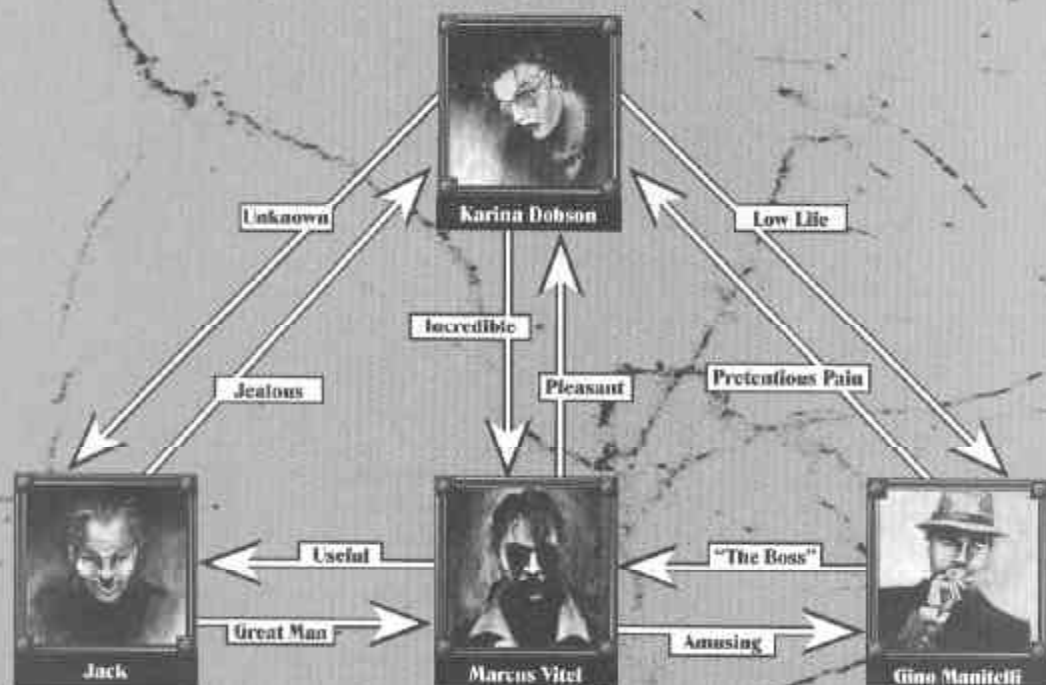 Karina Dobson
Unknown
Low Life
Incredible
Jealous
Pleasant
Pretentious Pain
Useful
"The Boss"
Great Man
Amusing
Jack
Marcus Vitel
Gino Manitelli